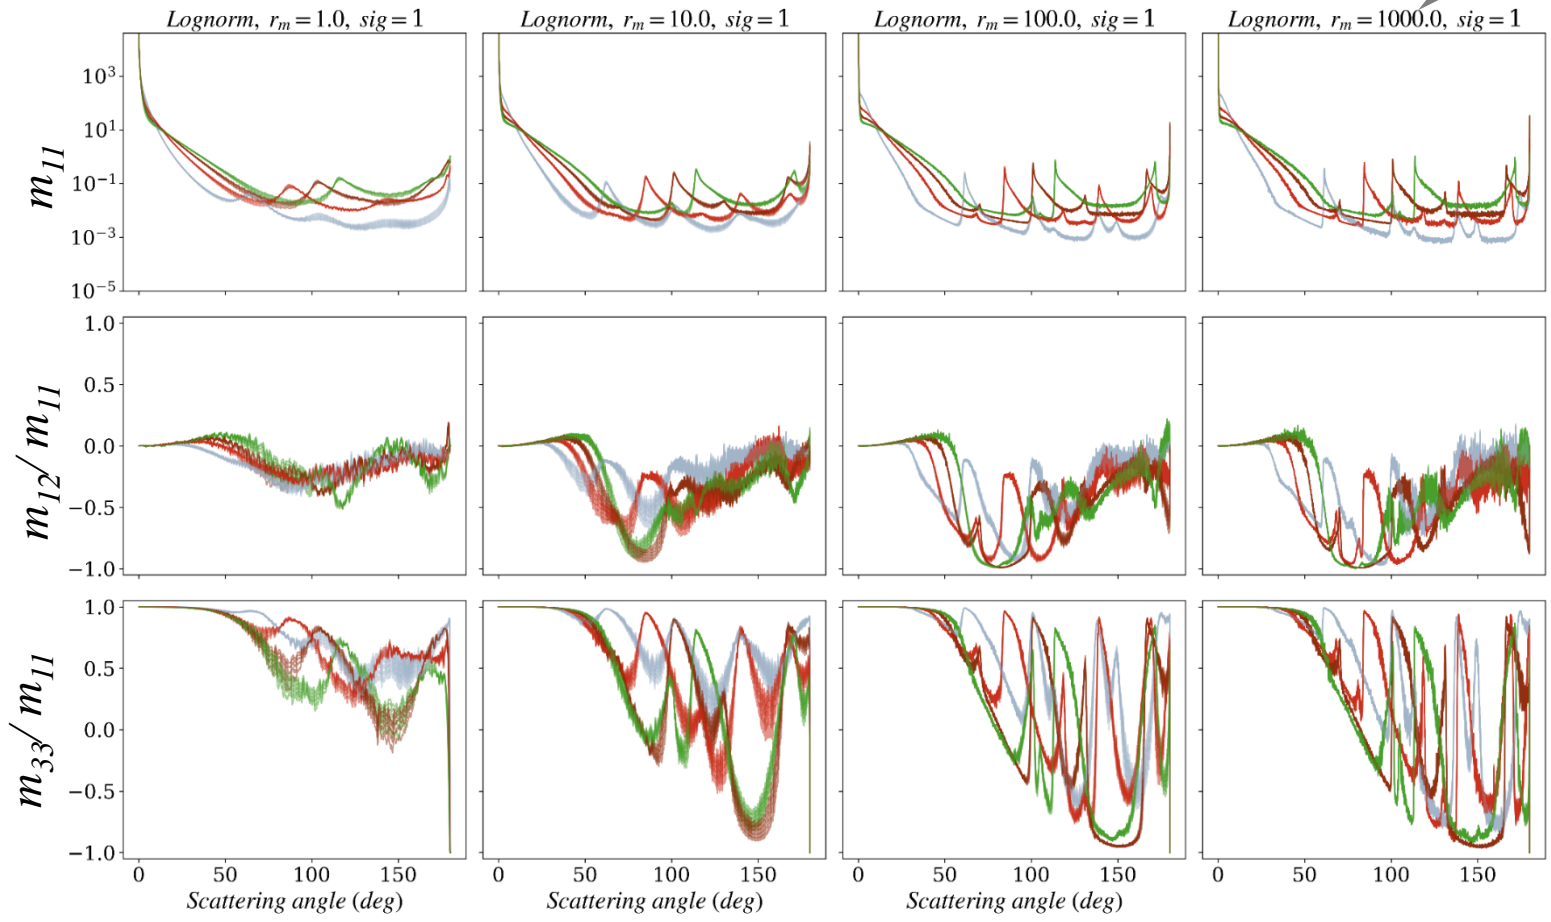 Lognorm, r_m = 1.0, sig = 1
Lognorm, r_m = 10.0, sig = 1
Lognorm, r_m = 100.0, sig = 1
Lognorm, r_m = 1000.0, sig = 1
m_11
10^3
10^1
10^−1
10^−3
10^−5
m_12/ m_11
1.0
0.5
0.0
−0.5
−1.0
m_33/ m_11
1.0
0.5
0.0
−0.5
−1.0
0 50 100 150
0 50 100 150
0 50 100 150
0 50 100 150
Scattering angle (deg)
Scattering angle (deg)
Scattering angle (deg)
Scattering angle (deg)